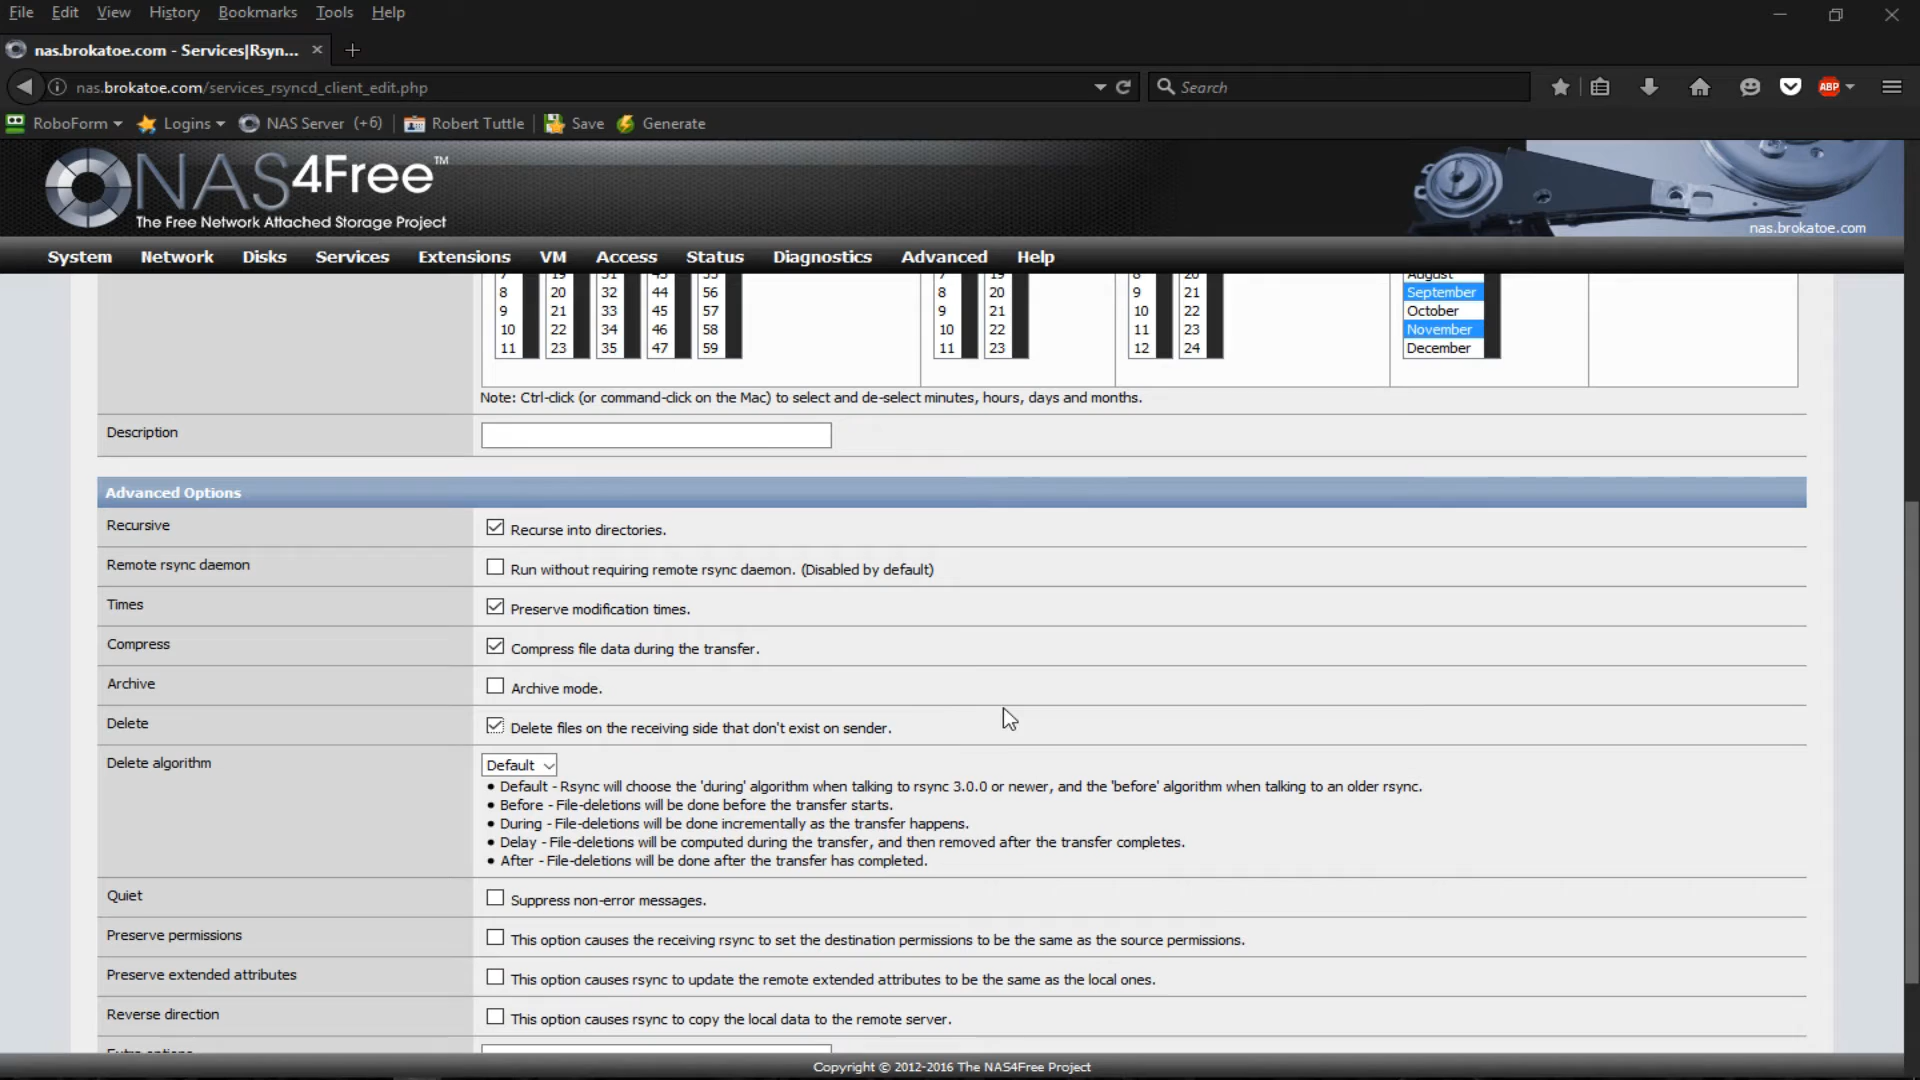 File Edit View History Bookmarks Tools Help
nas.brokatoe.com - Services|Rsyn...
nas.brokatoe.com/services_rsyncd_client_edit.php
Search
ABP
RoboForm Logins NAS Server (+6) Robert Tuttle Save Generate
NAS4Free™
The Free Network Attached Storage Project
nas.brokatoe.com
System Network Disks Services Extensions VM Access Status Diagnostics Advanced Help
7 19 31 43 55 7 19 8 20 August
8 20 32 44 56 8 20 9 21 September
9 21 33 45 57 9 21 10 22 October
10 22 34 46 58 10 22 11 23 November
11 23 35 47 59 11 23 12 24 December
Note: Ctrl-click (or command-click on the Mac) to select and de-select minutes, hours, days and months.
Description
Advanced Options
Recursive Recurse into directories.
Remote rsync daemon Run without requiring remote rsync daemon. (Disabled by default)
Times Preserve modification times.
Compress Compress file data during the transfer.
Archive Archive mode.
Delete Delete files on the receiving side that don't exist on sender.
Delete algorithm Default
• Default - Rsync will choose the 'during' algorithm when talking to rsync 3.0.0 or newer, and the 'before' algorithm when talking to an older rsync.
• Before - File-deletions will be done before the transfer starts.
• During - File-deletions will be done incrementally as the transfer happens.
• Delay - File-deletions will be computed during the transfer, and then removed after the transfer completes.
• After - File-deletions will be done after the transfer has completed.
Quiet Suppress non-error messages.
Preserve permissions This option causes the receiving rsync to set the destination permissions to be the same as the source permissions.
Preserve extended attributes This option causes rsync to update the remote extended attributes to be the same as the local ones.
Reverse direction This option causes rsync to copy the local data to the remote server.
Extra options
Copyright © 2012-2016 The NAS4Free Project